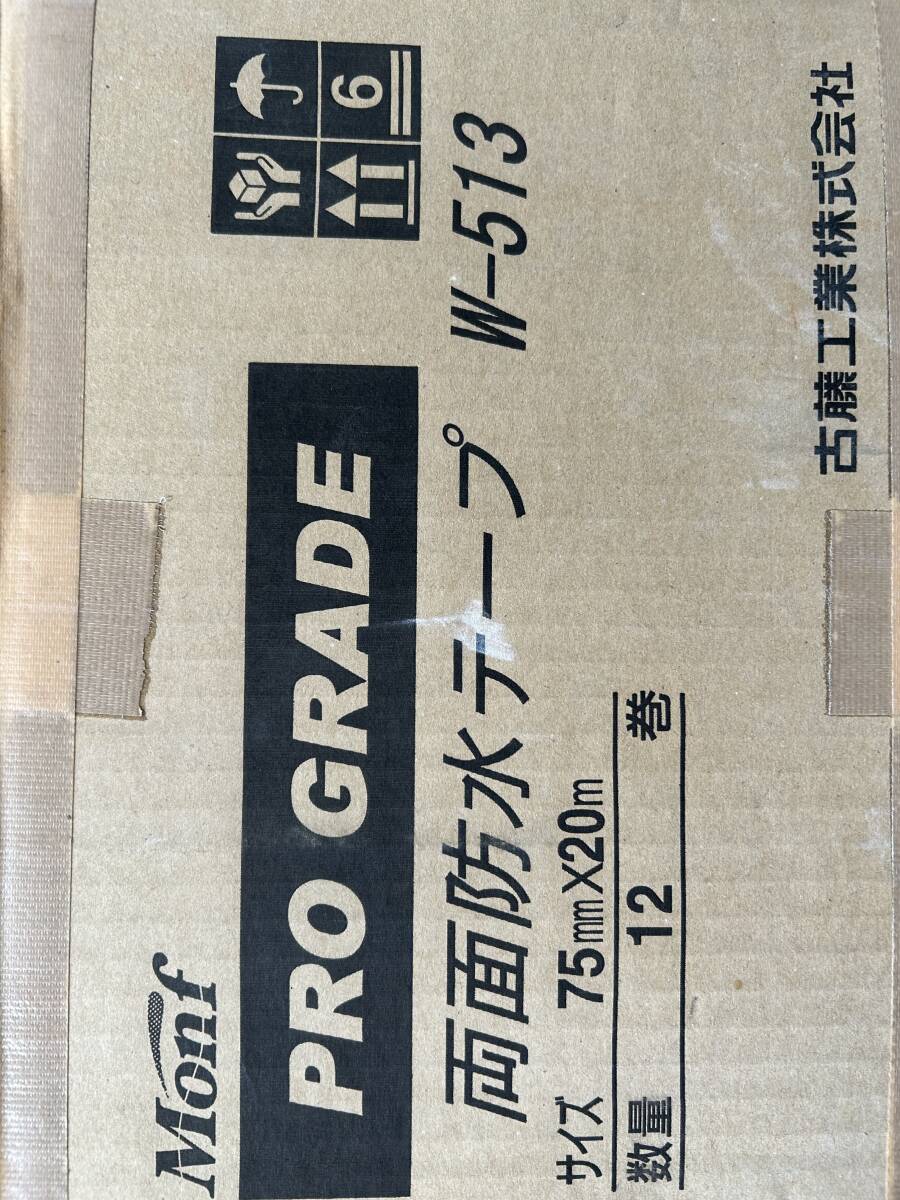 Monf
PRO GRADE
6
両面防水テープ W-513
サイズ 75mm×20m
数量 12 巻
古藤工業株式会社